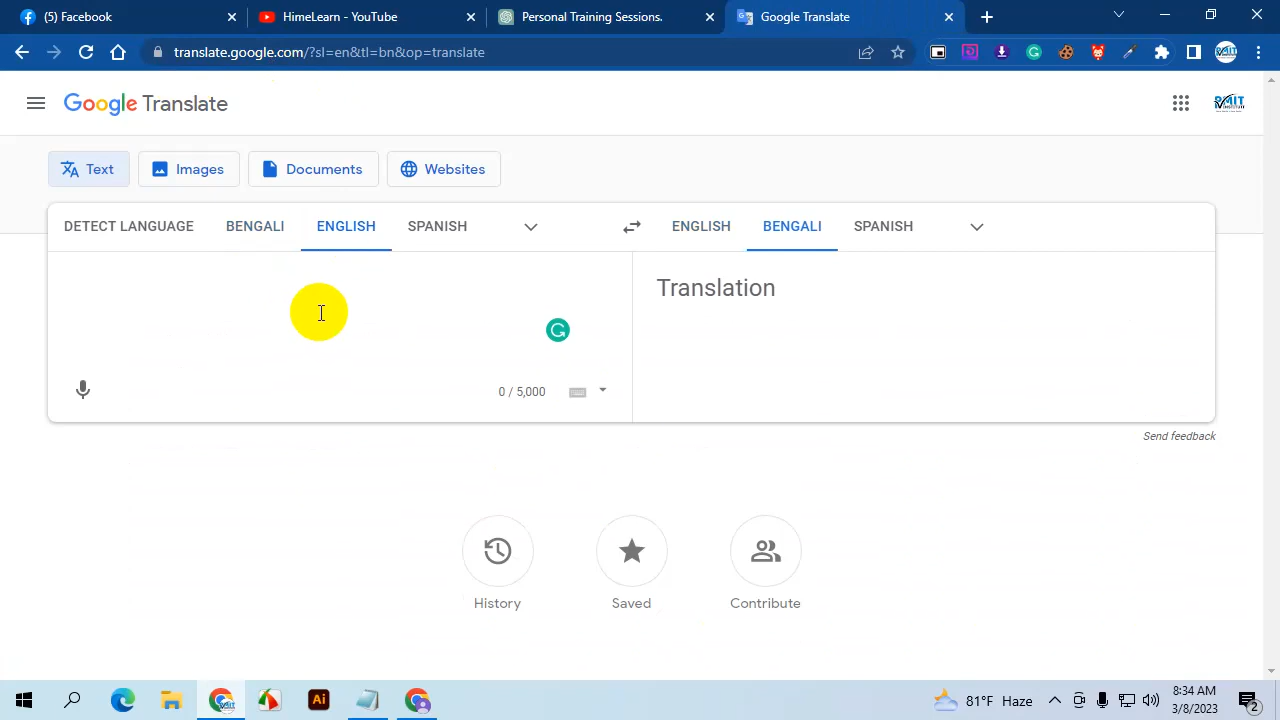 (5) Facebook
HimeLearn - YouTube
Personal Training Sessions.
Google Translate
translate.google.com/?sl=en&tl=bn&op=translate
Google Translate
Text
Images
Documents
Websites
DETECT LANGUAGE
BENGALI
ENGLISH
SPANISH
ENGLISH
BENGALI
SPANISH
Translation
0 / 5,000
Send feedback
History
Saved
Contribute
Ai
81°F Haze
8:34 AM
3/8/2023
2